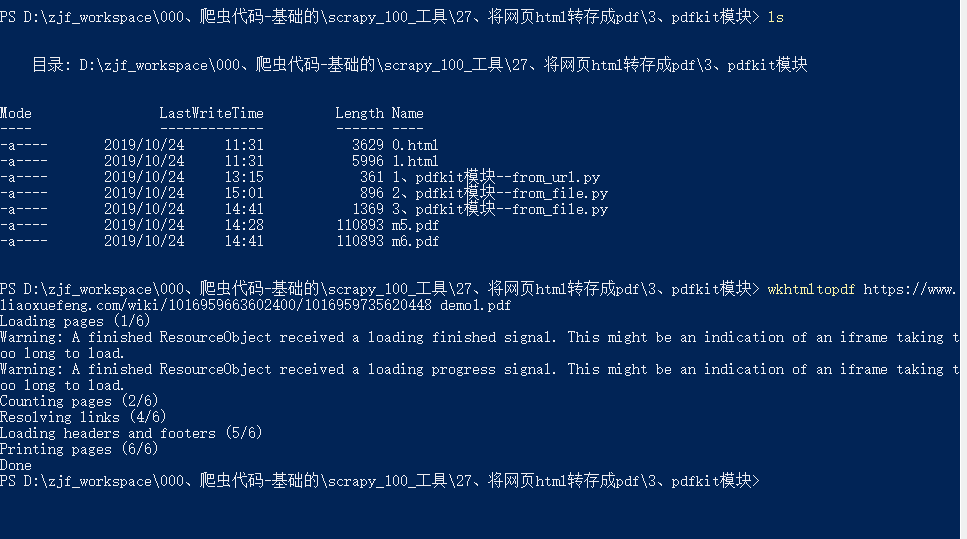 PS D:\zjf_workspace\000、爬虫代码-基础的\scrapy_100_工具\27、将网页html转存成pdf\3、pdfkit模块> ls
目录: D:\zjf_workspace\000、爬虫代码-基础的\scrapy_100_工具\27、将网页html转存成pdf\3、pdfkit模块
Mode                LastWriteTime         Length Name
----                -------------         ------ ----
-a----       2019/10/24     11:31           3629 0.html
-a----       2019/10/24     11:31           5996 1.html
-a----       2019/10/24     13:15            361 1、pdfkit模块--from_url.py
-a----       2019/10/24     15:01            896 2、pdfkit模块--from_file.py
-a----       2019/10/24     14:41           1369 3、pdfkit模块--from_file.py
-a----       2019/10/24     14:28         110893 m5.pdf
-a----       2019/10/24     14:41         110893 m6.pdf
PS D:\zjf_workspace\000、爬虫代码-基础的\scrapy_100_工具\27、将网页html转存成pdf\3、pdfkit模块> wkhtmltopdf https://www.
liaoxuefeng.com/wiki/1016959663602400/1016959735620448 demo1.pdf
Loading pages (1/6)
Warning: A finished ResourceObject received a loading finished signal. This might be an indication of an iframe taking t
oo long to load.
Warning: A finished ResourceObject received a loading progress signal. This might be an indication of an iframe taking t
oo long to load.
Counting pages (2/6)
Resolving links (4/6)
Loading headers and footers (5/6)
Printing pages (6/6)
Done
PS D:\zjf_workspace\000、爬虫代码-基础的\scrapy_100_工具\27、将网页html转存成pdf\3、pdfkit模块>